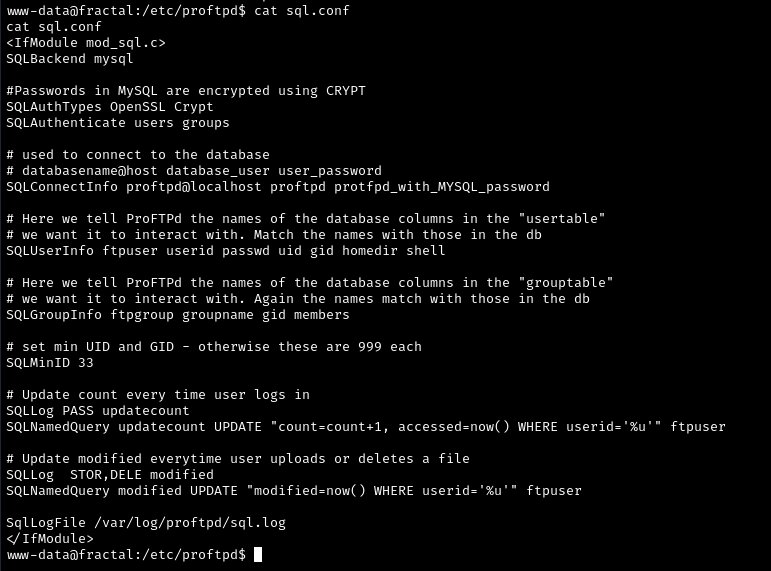 www-data@fractal:/etc/proftpd$ cat sql.conf
cat sql.conf
<IfModule mod_sql.c>
SQLBackend mysql
#Passwords in MySQL are encrypted using CRYPT
SQLAuthTypes OpenSSL Crypt
SQLAuthenticate users groups
# used to connect to the database
# databasename@host database_user user_password
SQLConnectInfo proftpd@localhost proftpd protfpd_with_MYSQL_password
# Here we tell ProFTPd the names of the database columns in the "usertable"
# we want it to interact with. Match the names with those in the db
SQLUserInfo ftpuser userid passwd uid gid homedir shell
# Here we tell ProFTPd the names of the database columns in the "grouptable"
# we want it to interact with. Again the names match with those in the db
SQLGroupInfo ftpgroup groupname gid members
# set min UID and GID - otherwise these are 999 each
SQLMinID 33
# Update count every time user logs in
SQLLog PASS updatecount
SQLNamedQuery updatecount UPDATE "count=count+1, accessed=now() WHERE userid='%u'" ftpuser
# Update modified everytime user uploads or deletes a file
SQLLog  STOR,DELE modified
SQLNamedQuery modified UPDATE "modified=now() WHERE userid='%u'" ftpuser
SqlLogFile /var/log/proftpd/sql.log
</IfModule>
www-data@fractal:/etc/proftpd$